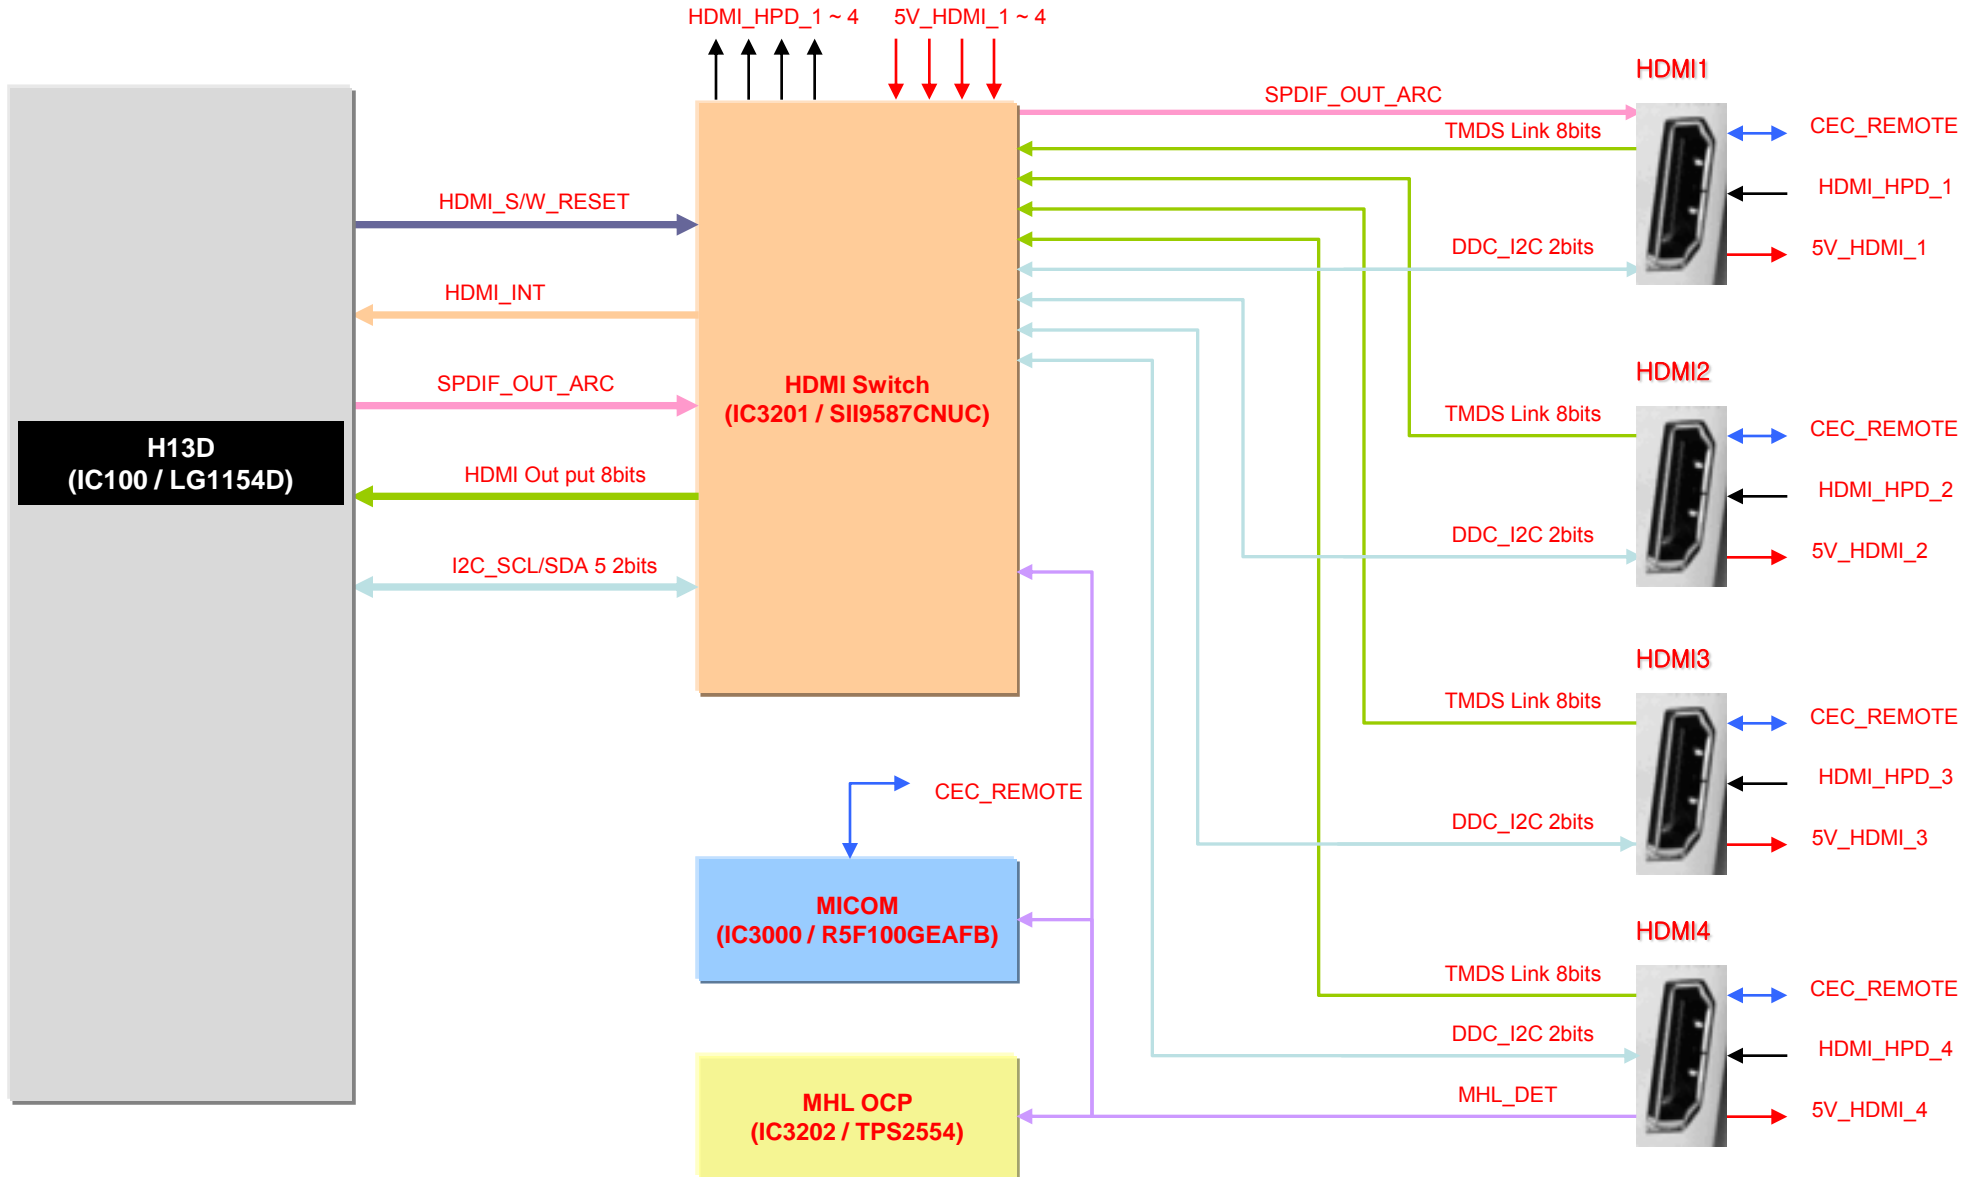 HDMI_HPD_1 ~ 4
5V_HDMI_1 ~ 4
H13D
(IC100 / LG1154D)
HDMI_S/W_RESET
HDMI_INT
SPDIF_OUT_ARC
HDMI Out put 8bits
I2C_SCL/SDA 5 2bits
HDMI Switch
(IC3201 / SII9587CNUC)
CEC_REMOTE
MICOM
(IC3000 / R5F100GEAFB)
MHL OCP
(IC3202 / TPS2554)
HDMI1
SPDIF_OUT_ARC
TMDS Link 8bits
DDC_I2C 2bits
CEC_REMOTE
HDMI_HPD_1
5V_HDMI_1
HDMI2
TMDS Link 8bits
DDC_I2C 2bits
CEC_REMOTE
HDMI_HPD_2
5V_HDMI_2
HDMI3
TMDS Link 8bits
DDC_I2C 2bits
CEC_REMOTE
HDMI_HPD_3
5V_HDMI_3
HDMI4
TMDS Link 8bits
DDC_I2C 2bits
MHL_DET
CEC_REMOTE
HDMI_HPD_4
5V_HDMI_4